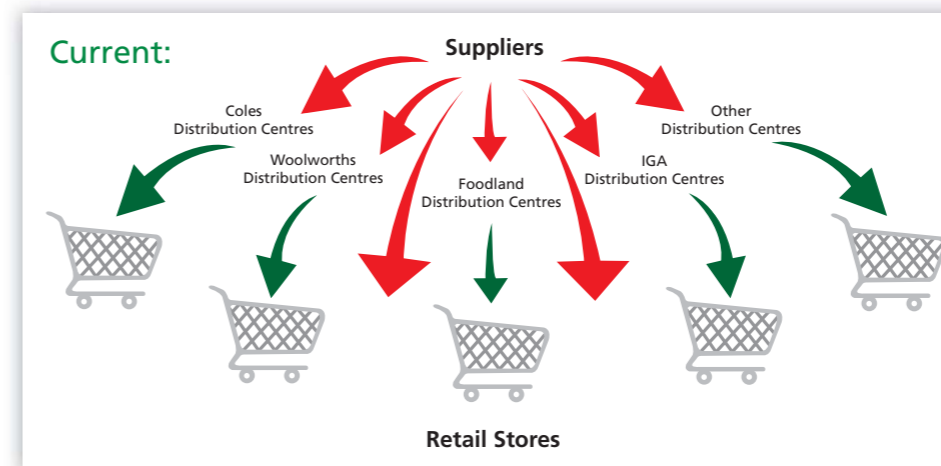 Current:
Suppliers
Coles
Distribution Centres
Woolworths
Distribution Centres
Foodland
Distribution Centres
IGA
Distribution Centres
Other
Distribution Centres
Retail Stores